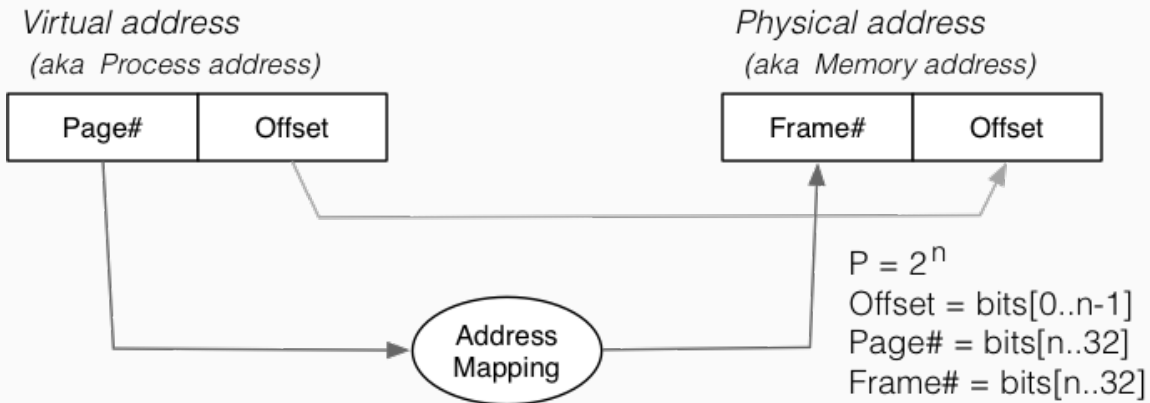 Virtual address
(aka Process address)
Page#
Offset
Physical address
(aka Memory address)
Frame#
Offset
Address
Mapping
P = 2^n
Offset = bits[0..n-1]
Page# = bits[n..32]
Frame# = bits[n..32]